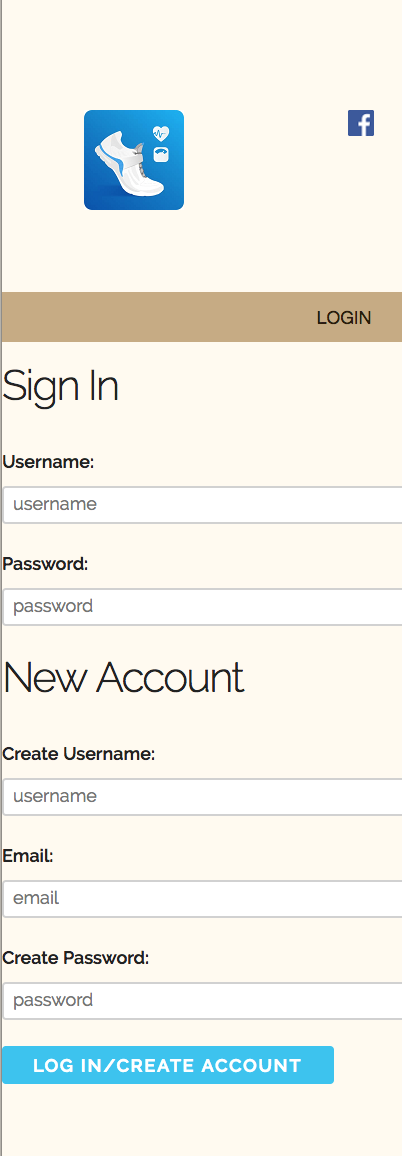 LOGIN
Sign In
Username:
username
Password:
password
New Account
Create Username:
username
Email:
email
Create Password:
password
LOG IN/CREATE ACCOUNT